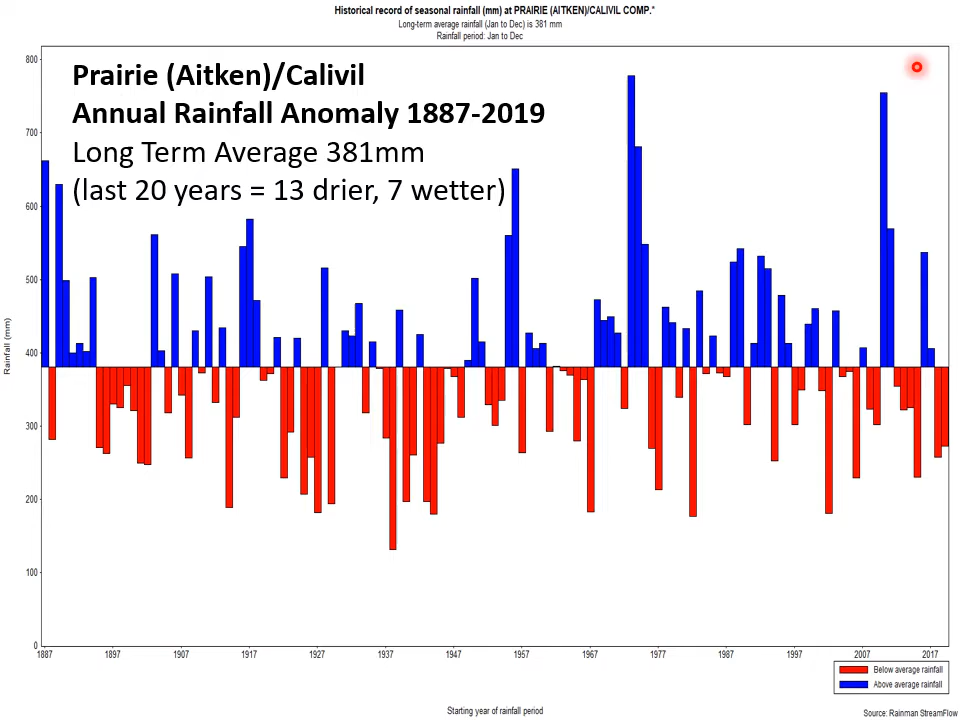 Historical record of seasonal rainfall (mm) at PRAIRIE (AITKEN)/CALIVIL COMP.*
Long-term average rainfall (Jan to Dec) is 381 mm
Rainfall period: Jan to Dec
Prairie (Aitken)/Calivil
Annual Rainfall Anomaly 1887-2019
Long Term Average 381mm
(last 20 years = 13 drier, 7 wetter)
Rainfall (mm)
800
700
600
500
400
300
200
100
0
1887 1897 1907 1917 1927 1937 1947 1957 1967 1977 1987 1997 2007 2017
Below average rainfall
Above average rainfall
Starting year of rainfall period
Source: Rainman StreamFlow